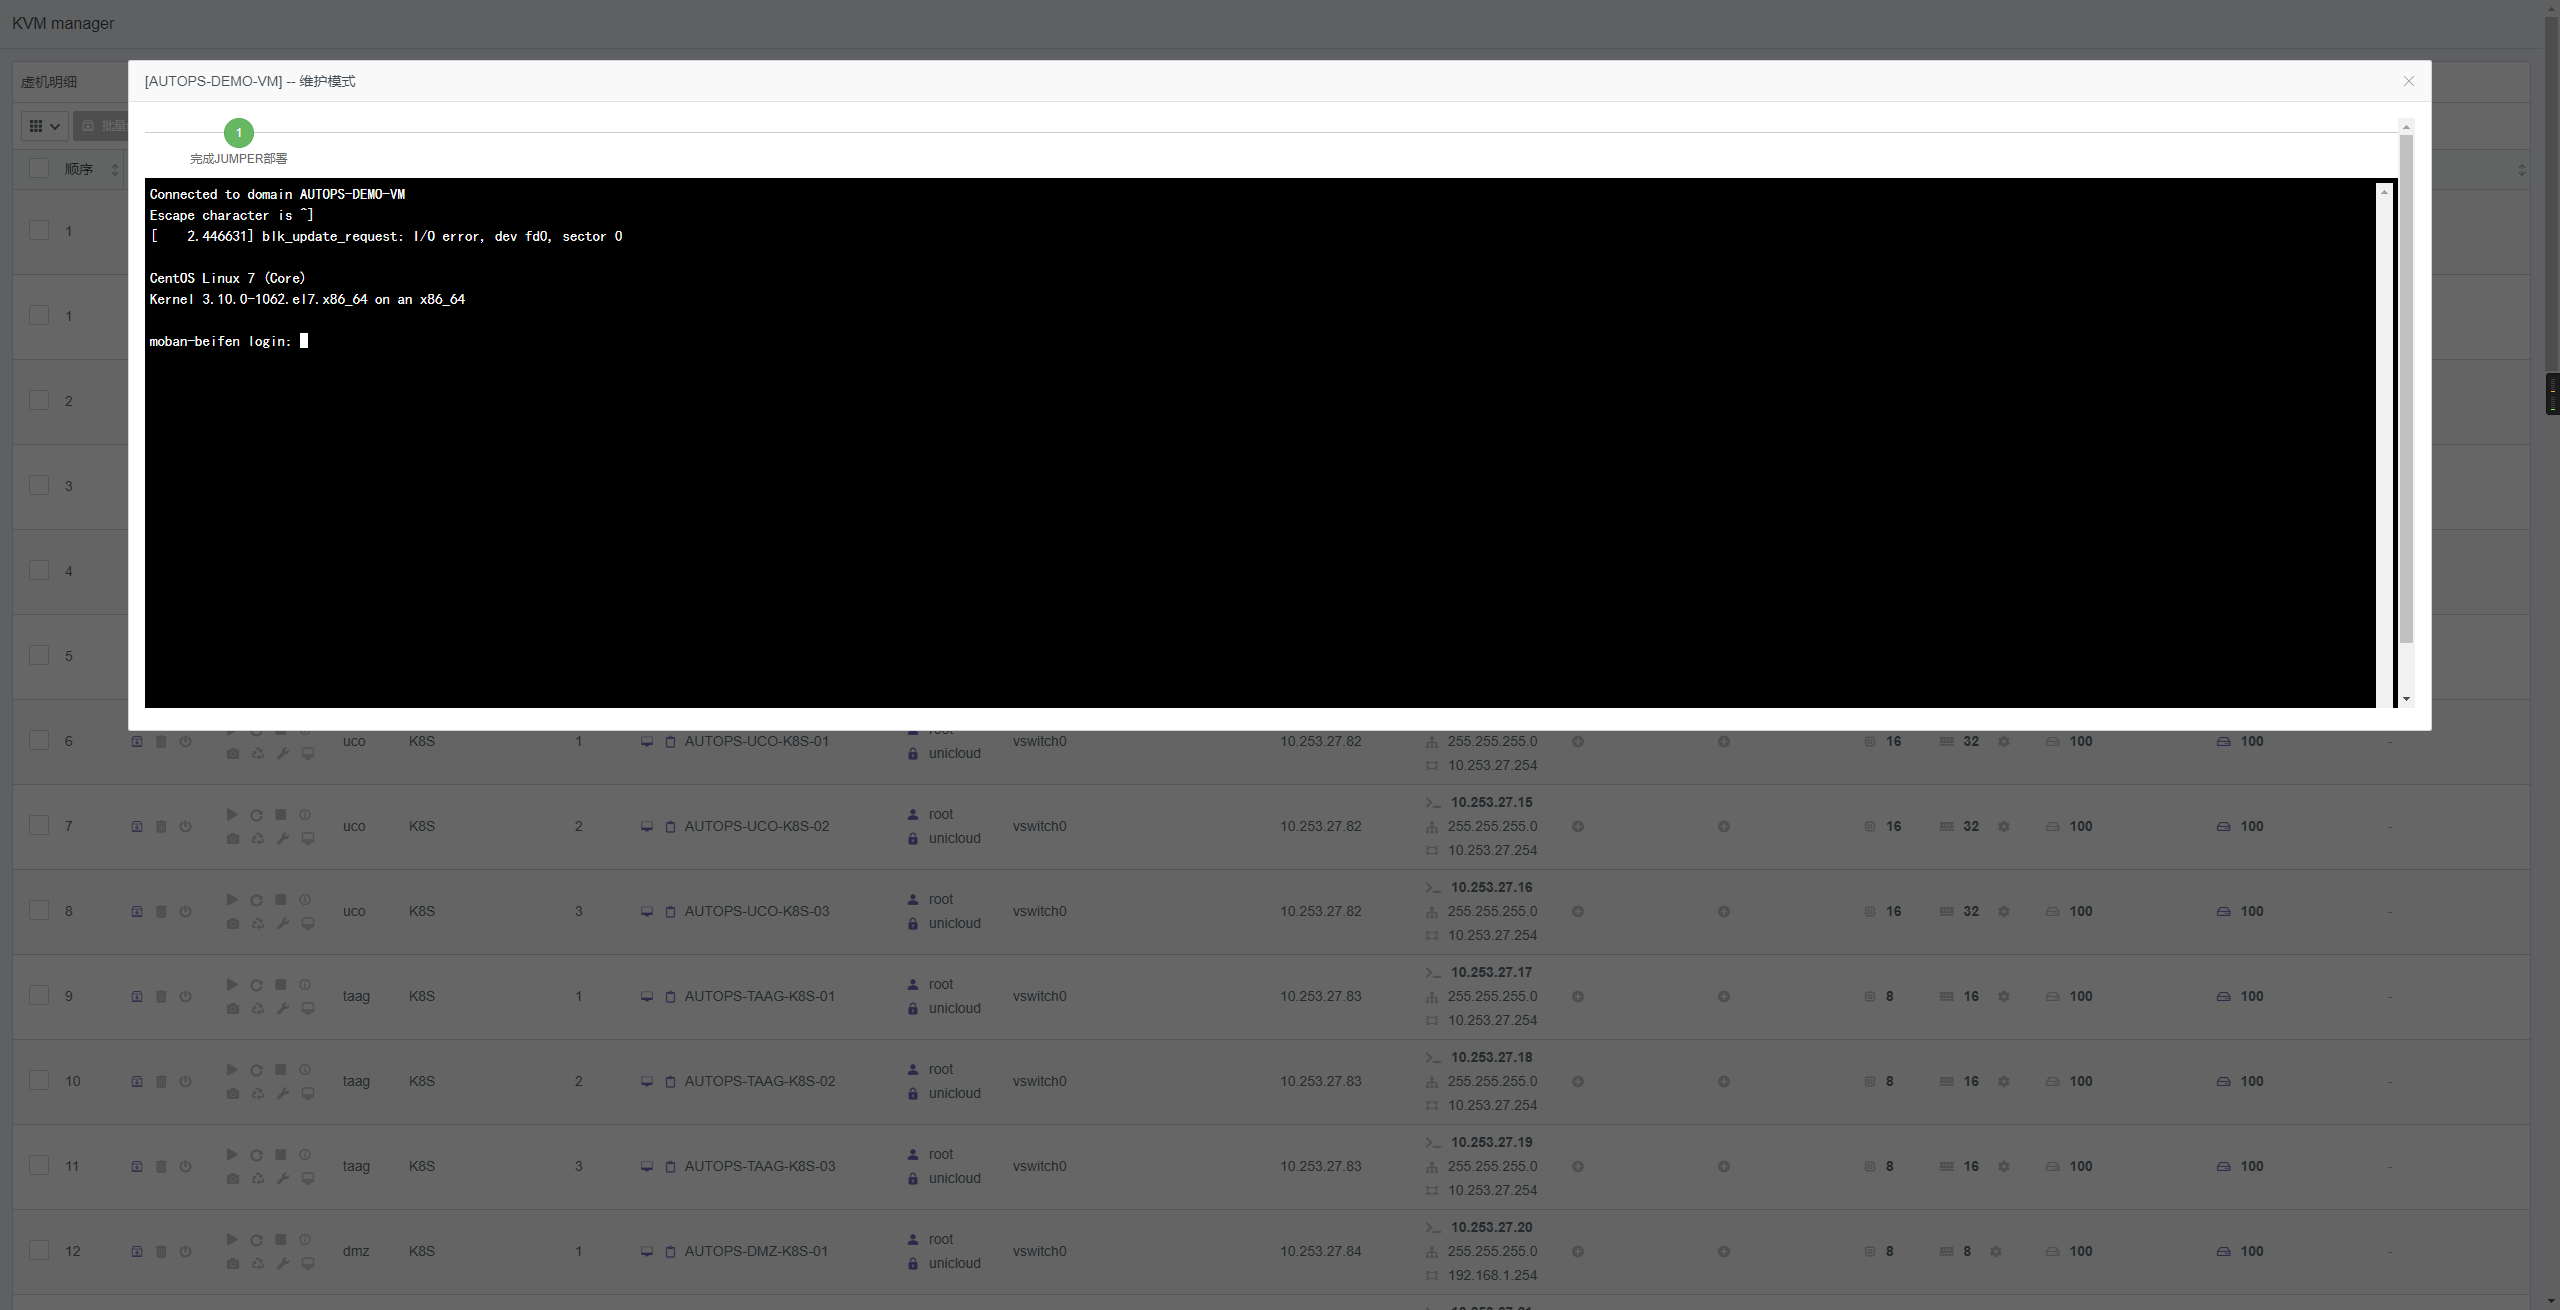 KVM manager
虚机明细
[AUTOPS-DEMO-VM] -- 维护模式
批量
1
完成JUMPER部署
顺序
Connected to domain AUTOPS-DEMO-VM
Escape character is ^]
[    2.446631] blk_update_request: I/O error, dev fd0, sector 0
CentOS Linux 7 (Core)
Kernel 3.10.0-1062.el7.x86_64 on an x86_64
moban-beifen login:
1
1
2
3
4
5
6 uco K8S 1 AUTOPS-UCO-K8S-01 root unicloud vswitch0 10.253.27.82 255.255.255.0 10.253.27.254 16 32 100 100 -
7 uco K8S 2 AUTOPS-UCO-K8S-02 root unicloud vswitch0 10.253.27.82 10.253.27.15 255.255.255.0 10.253.27.254 16 32 100 100 -
8 uco K8S 3 AUTOPS-UCO-K8S-03 root unicloud vswitch0 10.253.27.82 10.253.27.16 255.255.255.0 10.253.27.254 16 32 100 100 -
9 taag K8S 1 AUTOPS-TAAG-K8S-01 root unicloud vswitch0 10.253.27.83 10.253.27.17 255.255.255.0 10.253.27.254 8 16 100 100 -
10 taag K8S 2 AUTOPS-TAAG-K8S-02 root unicloud vswitch0 10.253.27.83 10.253.27.18 255.255.255.0 10.253.27.254 8 16 100 100 -
11 taag K8S 3 AUTOPS-TAAG-K8S-03 root unicloud vswitch0 10.253.27.83 10.253.27.19 255.255.255.0 10.253.27.254 8 16 100 100 -
12 dmz K8S 1 AUTOPS-DMZ-K8S-01 root unicloud vswitch0 10.253.27.84 10.253.27.20 255.255.255.0 192.168.1.254 8 8 100 100 -